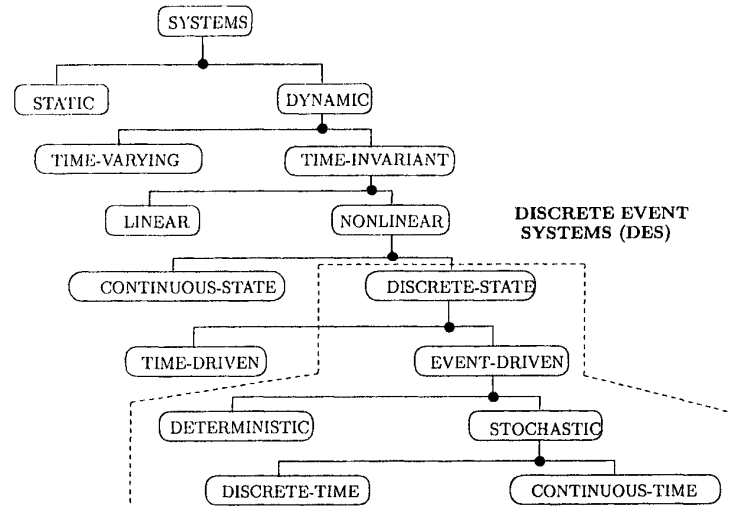 SYSTEMS
STATIC
DYNAMIC
TIME-VARYING
TIME-INVARIANT
LINEAR
NONLINEAR
DISCRETE EVENT
SYSTEMS (DES)
CONTINUOUS-STATE
DISCRETE-STATE
TIME-DRIVEN
EVENT-DRIVEN
DETERMINISTIC
STOCHASTIC
DISCRETE-TIME
CONTINUOUS-TIME